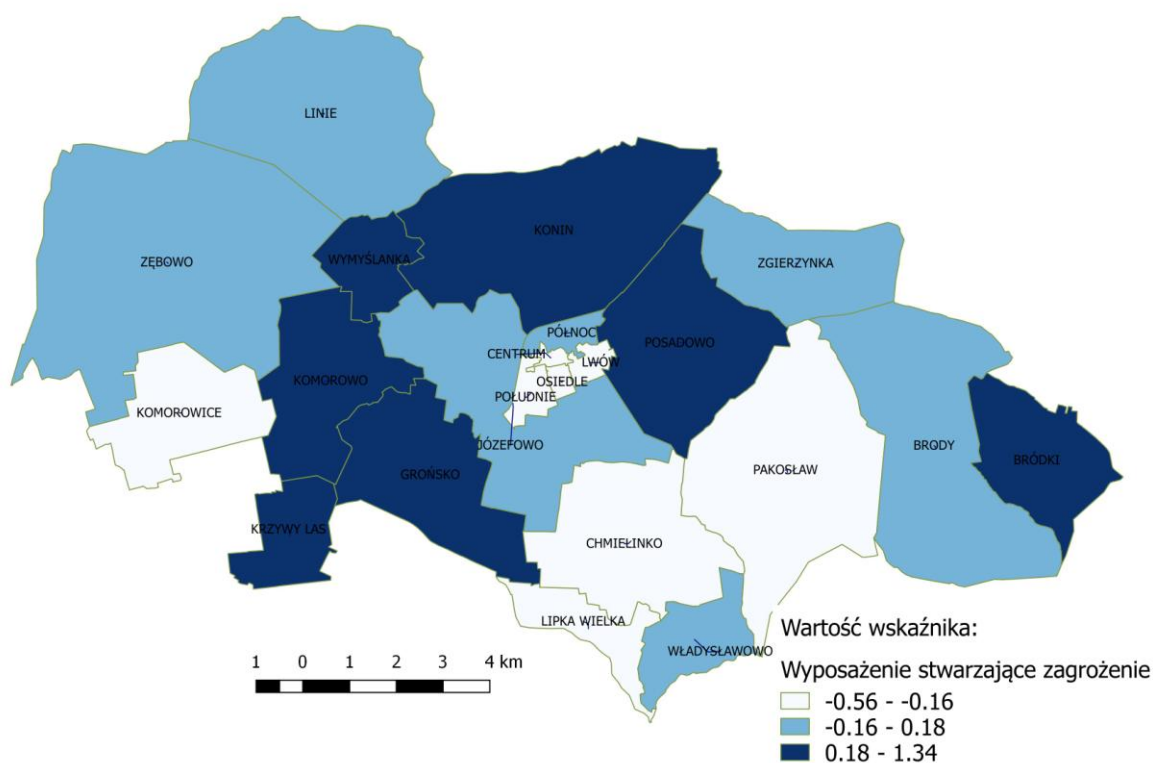 LINIE
KONIN
ZĘBOWO
WYMYŚLANKA
ZGIERZYNKA
PÓŁNOC
POSADOWO
CENTRUM
LWÓW
KOMOROWO
OSIEDLE
POŁUDNIE
KOMOROWICE
JÓZEFOWO
BRODY
BRÓDKI
GROŃSKO
PAKOSŁAW
KRZYWY LAS
CHMIELINKO
LIPKA WIELKA
WŁADYSŁAWOWO
1 0 1 2 3 4 km
Wartość wskaźnika:
Wyposażenie stwarzające zagrożenie
-0.56 - -0.16
-0.16 - 0.18
0.18 - 1.34